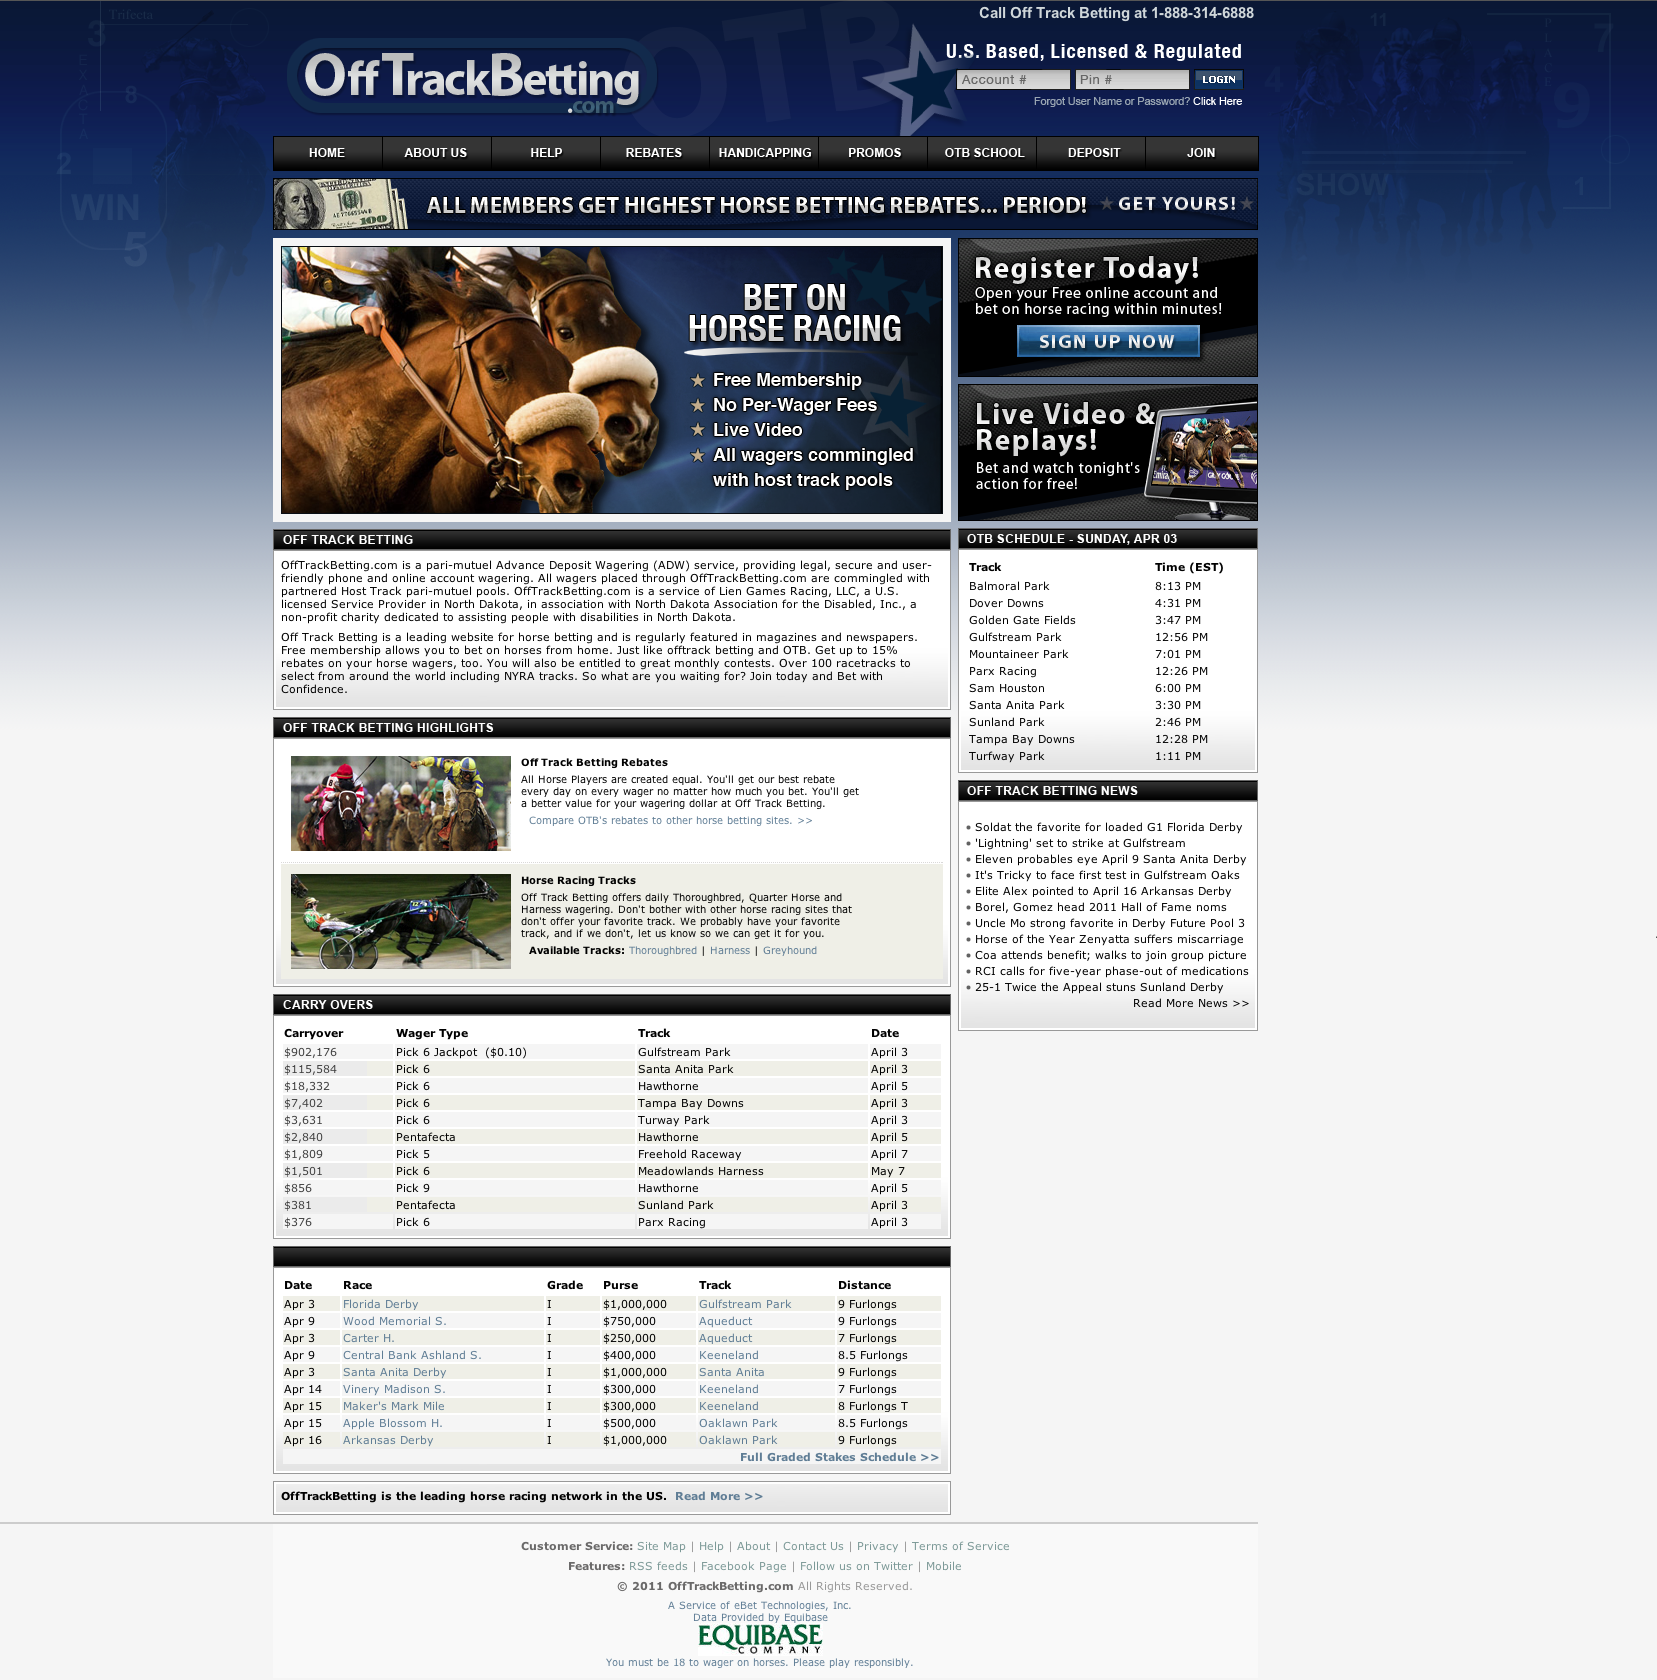 Call Off Track Betting at 1-888-314-6888
Trifecta
OTB
OffTrackBetting
.com
U.S. Based, Licensed & Regulated
Account #
Pin #
LOGIN
Forgot User Name or Password? Click Here
3
8
2
WIN
5
11
7
4
9
SHOW
1
EXACTA
PLACE
HOME
ABOUT US
HELP
REBATES
HANDICAPPING
PROMOS
OTB SCHOOL
DEPOSIT
JOIN
ALL MEMBERS GET HIGHEST HORSE BETTING REBATES... PERIOD!
GET YOURS!
BET ON
HORSE RACING
Free Membership
No Per-Wager Fees
Live Video
All wagers commingled
with host track pools
Register Today!
Open your Free online account and
bet on horse racing within minutes!
SIGN UP NOW
Live Video &
Replays!
Bet and watch tonight's
action for free!
OFF TRACK BETTING
OffTrackBetting.com is a pari-mutuel Advance Deposit Wagering (ADW) service, providing legal, secure and user-
friendly phone and online account wagering. All wagers placed through OffTrackBetting.com are commingled with
partnered Host Track pari-mutuel pools. OffTrackBetting.com is a service of Lien Games Racing, LLC, a U.S.
licensed Service Provider in North Dakota, in association with North Dakota Association for the Disabled, Inc., a
non-profit charity dedicated to assisting people with disabilities in North Dakota.
Off Track Betting is a leading website for horse betting and is regularly featured in magazines and newspapers.
Free membership allows you to bet on horses from home. Just like offtrack betting and OTB. Get up to 15%
rebates on your horse wagers, too. You will also be entitled to great monthly contests. Over 100 racetracks to
select from around the world including NYRA tracks. So what are you waiting for? Join today and Bet with
Confidence.
OTB SCHEDULE - SUNDAY, APR 03
Track Time (EST)
Balmoral Park 8:13 PM
Dover Downs 4:31 PM
Golden Gate Fields 3:47 PM
Gulfstream Park 12:56 PM
Mountaineer Park 7:01 PM
Parx Racing 12:26 PM
Sam Houston 6:00 PM
Santa Anita Park 3:30 PM
Sunland Park 2:46 PM
Tampa Bay Downs 12:28 PM
Turfway Park 1:11 PM
OFF TRACK BETTING HIGHLIGHTS
Off Track Betting Rebates
All Horse Players are created equal. You'll get our best rebate
every day on every wager no matter how much you bet. You'll get
a better value for your wagering dollar at Off Track Betting.
Compare OTB's rebates to other horse betting sites. >>
Horse Racing Tracks
Off Track Betting offers daily Thoroughbred, Quarter Horse and
Harness wagering. Don't bother with other horse racing sites that
don't offer your favorite track. We probably have your favorite
track, and if we don't, let us know so we can get it for you.
Available Tracks: Thoroughbred | Harness | Greyhound
OFF TRACK BETTING NEWS
• Soldat the favorite for loaded G1 Florida Derby
• 'Lightning' set to strike at Gulfstream
• Eleven probables eye April 9 Santa Anita Derby
• It's Tricky to face first test in Gulfstream Oaks
• Elite Alex pointed to April 16 Arkansas Derby
• Borel, Gomez head 2011 Hall of Fame noms
• Uncle Mo strong favorite in Derby Future Pool 3
• Horse of the Year Zenyatta suffers miscarriage
• Coa attends benefit; walks to join group picture
• RCI calls for five-year phase-out of medications
• 25-1 Twice the Appeal stuns Sunland Derby
Read More News >>
CARRY OVERS
Carryover Wager Type Track Date
$902,176 Pick 6 Jackpot ($0.10) Gulfstream Park April 3
$115,584 Pick 6 Santa Anita Park April 3
$18,332 Pick 6 Hawthorne April 5
$7,402 Pick 6 Tampa Bay Downs April 3
$3,631 Pick 6 Turway Park April 3
$2,840 Pentafecta Hawthorne April 5
$1,809 Pick 5 Freehold Raceway April 7
$1,501 Pick 6 Meadowlands Harness May 7
$856 Pick 9 Hawthorne April 5
$381 Pentafecta Sunland Park April 3
$376 Pick 6 Parx Racing April 3
Date Race Grade Purse Track Distance
Apr 3 Florida Derby I $1,000,000 Gulfstream Park 9 Furlongs
Apr 9 Wood Memorial S. I $750,000 Aqueduct 9 Furlongs
Apr 3 Carter H. I $250,000 Aqueduct 7 Furlongs
Apr 9 Central Bank Ashland S. I $400,000 Keeneland 8.5 Furlongs
Apr 3 Santa Anita Derby I $1,000,000 Santa Anita 9 Furlongs
Apr 14 Vinery Madison S. I $300,000 Keeneland 7 Furlongs
Apr 15 Maker's Mark Mile I $300,000 Keeneland 8 Furlongs T
Apr 15 Apple Blossom H. I $500,000 Oaklawn Park 8.5 Furlongs
Apr 16 Arkansas Derby I $1,000,000 Oaklawn Park 9 Furlongs
Full Graded Stakes Schedule >>
OffTrackBetting is the leading horse racing network in the US. Read More >>
Customer Service: Site Map | Help | About | Contact Us | Privacy | Terms of Service
Features: RSS feeds | Facebook Page | Follow us on Twitter | Mobile
© 2011 OffTrackBetting.com All Rights Reserved.
A Service of eBet Technologies, Inc.
Data Provided by Equibase
EQUIBASE
COMPANY
You must be 18 to wager on horses. Please play responsibly.